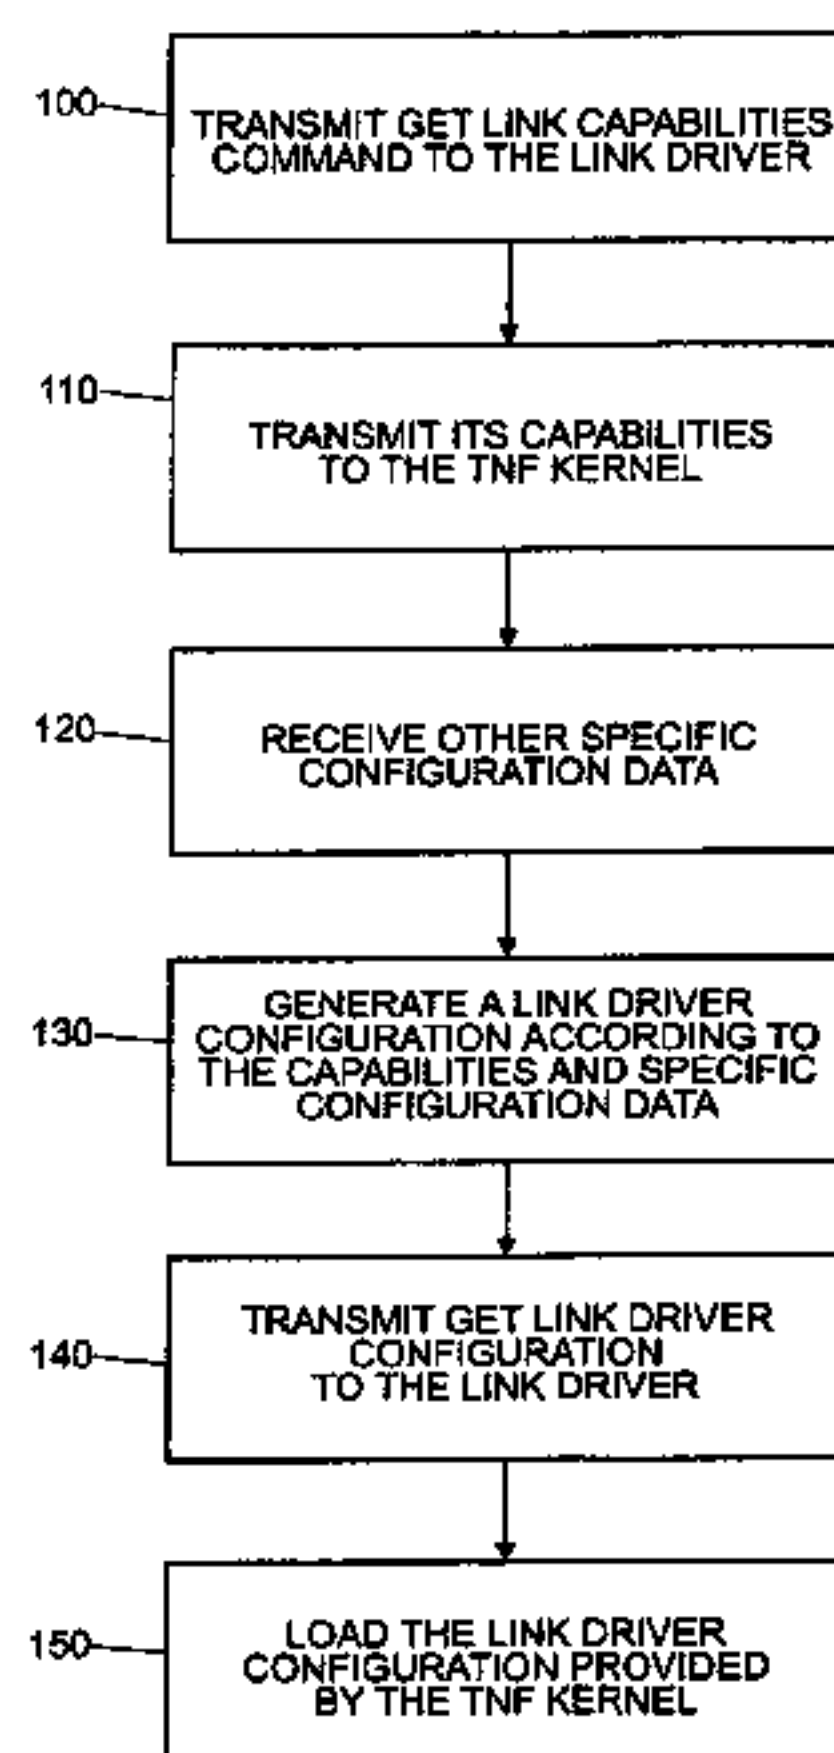 100
TRANSMIT GET LINK CAPABILITIES
COMMAND TO THE LINK DRIVER
110
TRANSMIT ITS CAPABILITIES
TO THE TNF KERNEL
120
RECEIVE OTHER SPECIFIC
CONFIGURATION DATA
130
GENERATE A LINK DRIVER
CONFIGURATION ACCORDING TO
THE CAPABILITIES AND SPECIFIC
CONFIGURATION DATA
140
TRANSMIT GET LINK DRIVER
CONFIGURATION
TO THE LINK DRIVER
150
LOAD THE LINK DRIVER
CONFIGURATION PROVIDED
BY THE TNF KERNEL